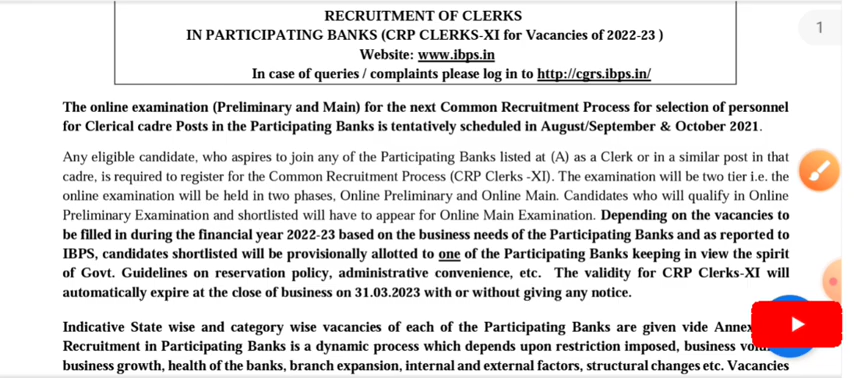 RECRUITMENT OF CLERKS
IN PARTICIPATING BANKS (CRP CLERKS-XI for Vacancies of 2022-23 )
Website: www.ibps.in
In case of queries / complaints please log in to http://cgrs.ibps.in/
1
The online examination (Preliminary and Main) for the next Common Recruitment Process for selection of personnel
for Clerical cadre Posts in the Participating Banks is tentatively scheduled in August/September & October 2021.
Any eligible candidate, who aspires to join any of the Participating Banks listed at (A) as a Clerk or in a similar post in that
cadre, is required to register for the Common Recruitment Process (CRP Clerks -XI). The examination will be two tier i.e. the
online examination will be held in two phases, Online Preliminary and Online Main. Candidates who will qualify in Online
Preliminary Examination and shortlisted will have to appear for Online Main Examination. Depending on the vacancies to
be filled in during the financial year 2022-23 based on the business needs of the Participating Banks and as reported to
IBPS, candidates shortlisted will be provisionally allotted to one of the Participating Banks keeping in view the spirit
of Govt. Guidelines on reservation policy, administrative convenience, etc. The validity for CRP Clerks-XI will
automatically expire at the close of business on 31.03.2023 with or without giving any notice.
Indicative State wise and category wise vacancies of each of the Participating Banks are given vide
Recruitment in Participating Banks is a dynamic process which depends upon restriction imposed, business
business growth, health of the banks, branch expansion, internal and external factors, structural changes etc. Vacancies